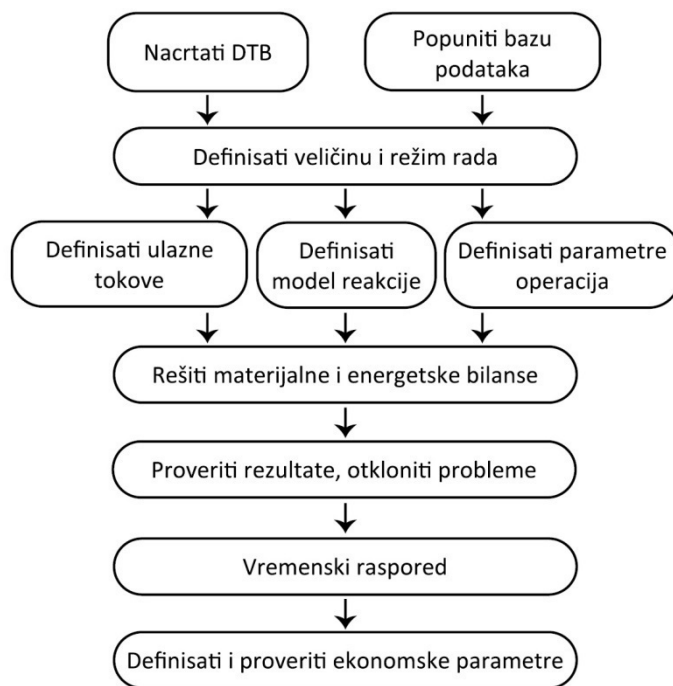 Nacrtati DTB
Popuniti bazu
podataka
Definisati veličinu i režim rada
Definisati ulazne
tokove
Definisati
model reakcije
Definisati parametre
operacija
Rešiti materijalne i energetske bilanse
Proveriti rezultate, otkloniti probleme
Vremenski raspored
Definisati i proveriti ekonomske parametre